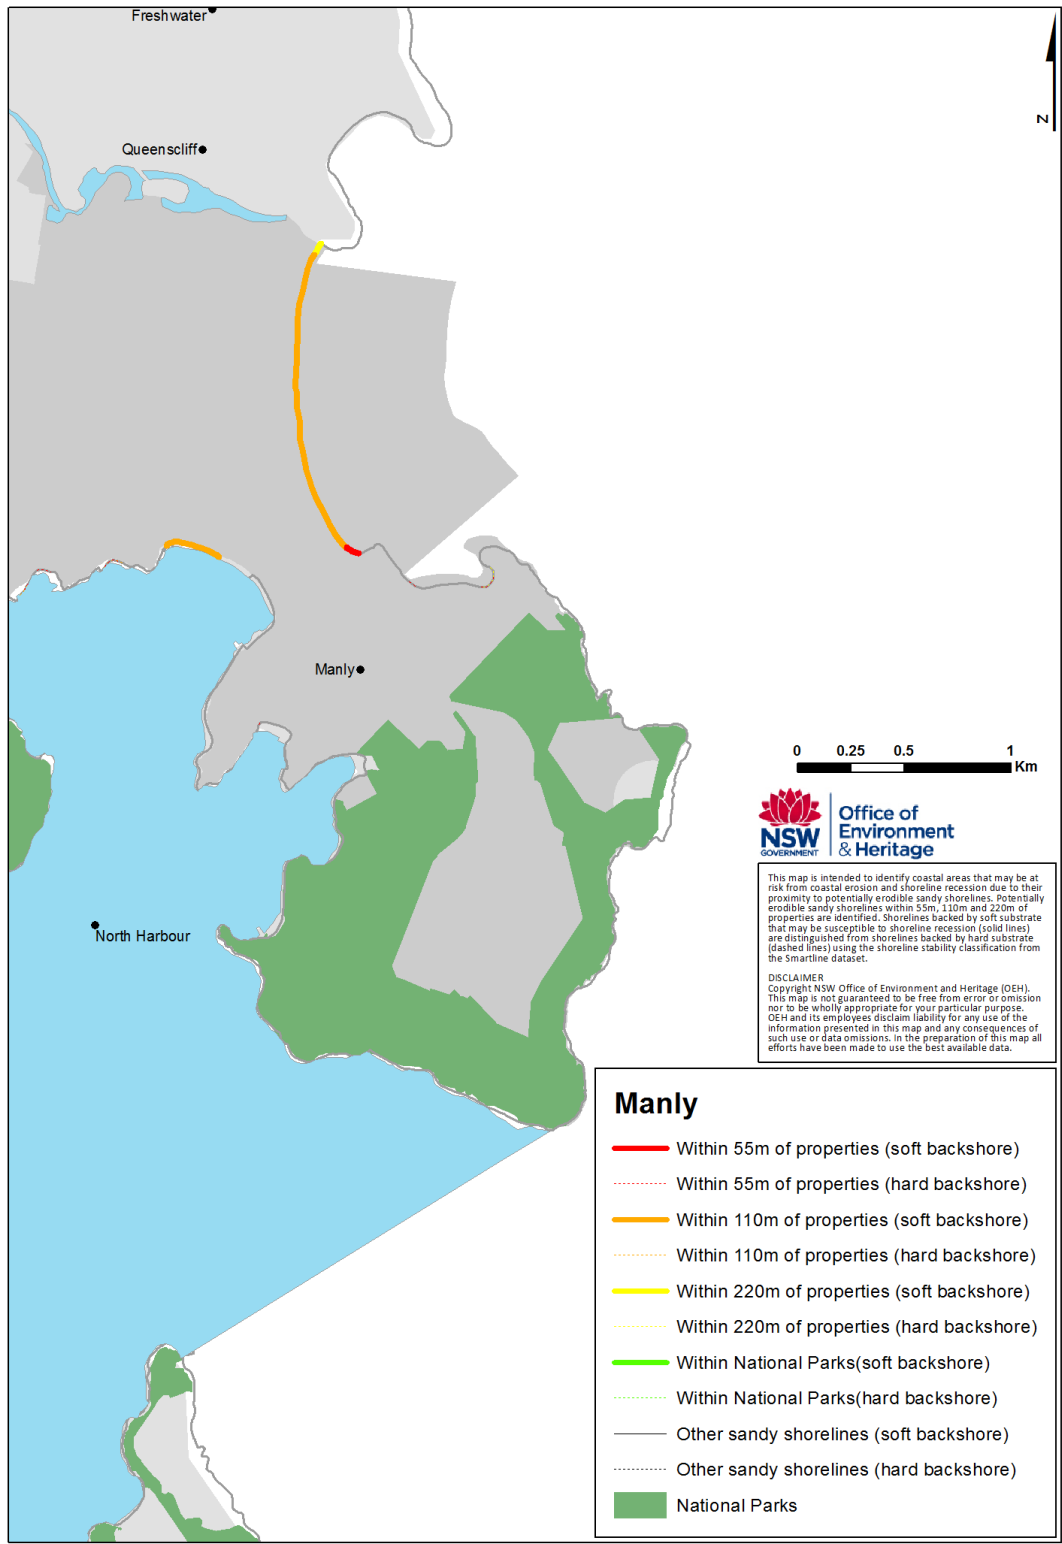 Freshwater
Queenscliff
Manly
North Harbour
N
0 0.25 0.5 1
Km
NSW
GOVERNMENT
Office of
Environment
& Heritage
This map is intended to identify coastal areas that may be at
risk from coastal erosion and shoreline recession due to their
proximity to potentially erodible sandy shorelines. Potentially
erodible sandy shorelines within 55m, 110m and 220m of
properties are identified. Shorelines backed by soft substrate
that may be susceptible to shoreline recession (solid lines)
are distinguished from shorelines backed by hard substrate
(dashed lines) using the shoreline stability classification from
the Smartline dataset.
DISCLAIMER
Copyright NSW Office of Environment and Heritage (OEH).
This map is not guaranteed to be free from error or omission
nor to be wholly appropriate for your particular purpose.
OEH and its employees disclaim liability for any use of the
information presented in this map and any consequences of
such use or data omissions. In the preparation of this map all
efforts have been made to use the best available data.
Manly
Within 55m of properties (soft backshore)
Within 55m of properties (hard backshore)
Within 110m of properties (soft backshore)
Within 110m of properties (hard backshore)
Within 220m of properties (soft backshore)
Within 220m of properties (hard backshore)
Within National Parks(soft backshore)
Within National Parks(hard backshore)
Other sandy shorelines (soft backshore)
Other sandy shorelines (hard backshore)
National Parks